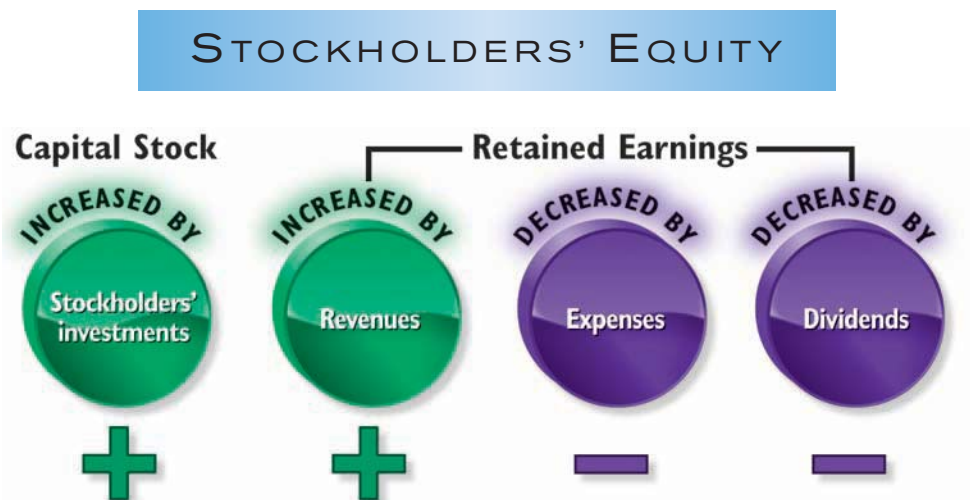 STOCKHOLDERS’ EQUITY
Capital Stock
Retained Earnings
INCREASED BY
Stockholders’
investments
INCREASED BY
Revenues
DECREASED BY
Expenses
DECREASED BY
Dividends
+
+
−
−